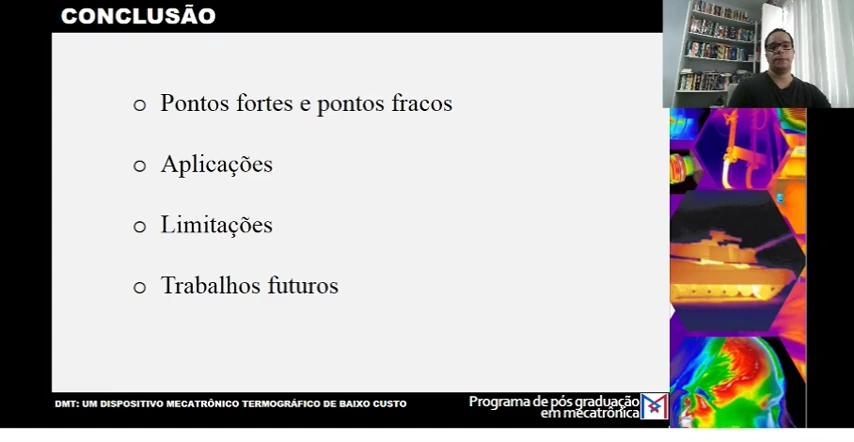 CONCLUSÃO
Pontos fortes e pontos fracos
Aplicações
Limitações
Trabalhos futuros
DMT: UM DISPOSITIVO MECATRÔNICO TERMOGRÁFICO DE BAIXO CUSTO
Programa de pós graduação
em mecatrônica